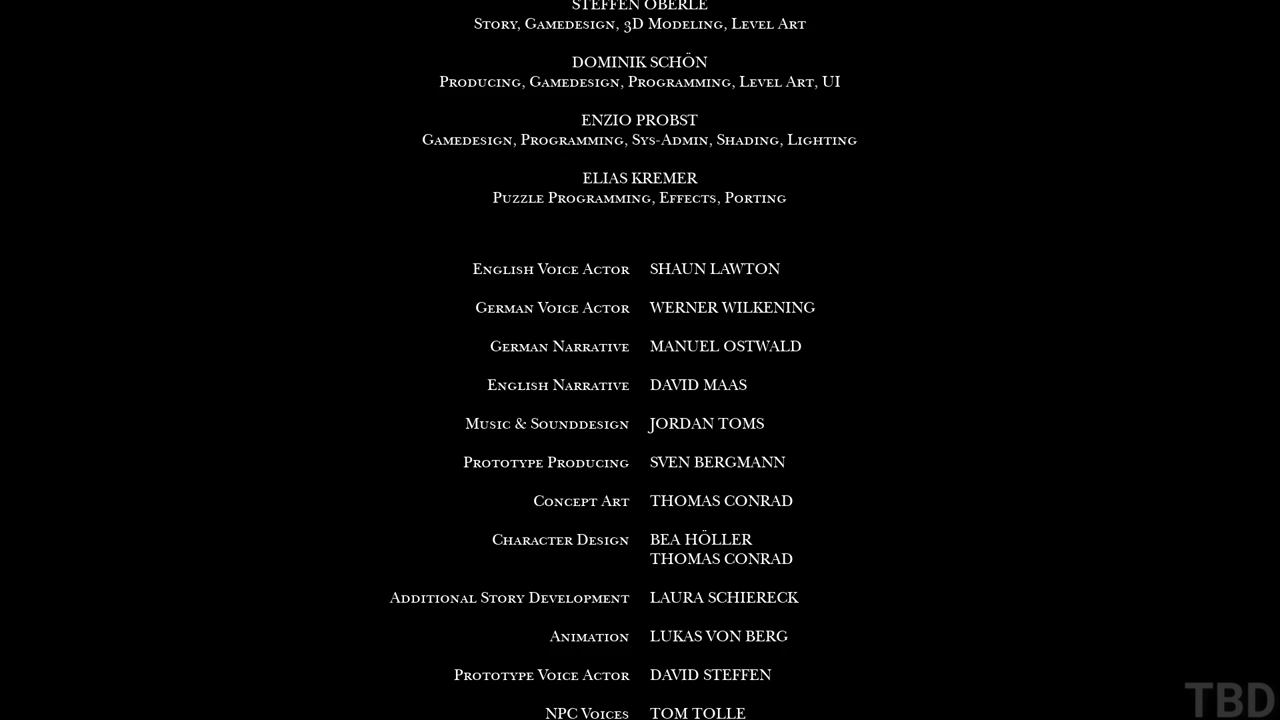 STEFFEN OBERLE
Story, Gamedesign, 3D Modeling, Level Art
DOMINIK SCHÖN
Producing, Gamedesign, Programming, Level Art, UI
ENZIO PROBST
Gamedesign, Programming, Sys-Admin, Shading, Lighting
ELIAS KREMER
Puzzle Programming, Effects, Porting
English Voice Actor SHAUN LAWTON
German Voice Actor WERNER WILKENING
German Narrative MANUEL OSTWALD
English Narrative DAVID MAAS
Music & Sounddesign JORDAN TOMS
Prototype Producing SVEN BERGMANN
Concept Art THOMAS CONRAD
Character Design BEA HÖLLER
THOMAS CONRAD
Additional Story Development LAURA SCHIERECK
Animation LUKAS VON BERG
Prototype Voice Actor DAVID STEFFEN
NPC Voices TOM TOLLE
TBD